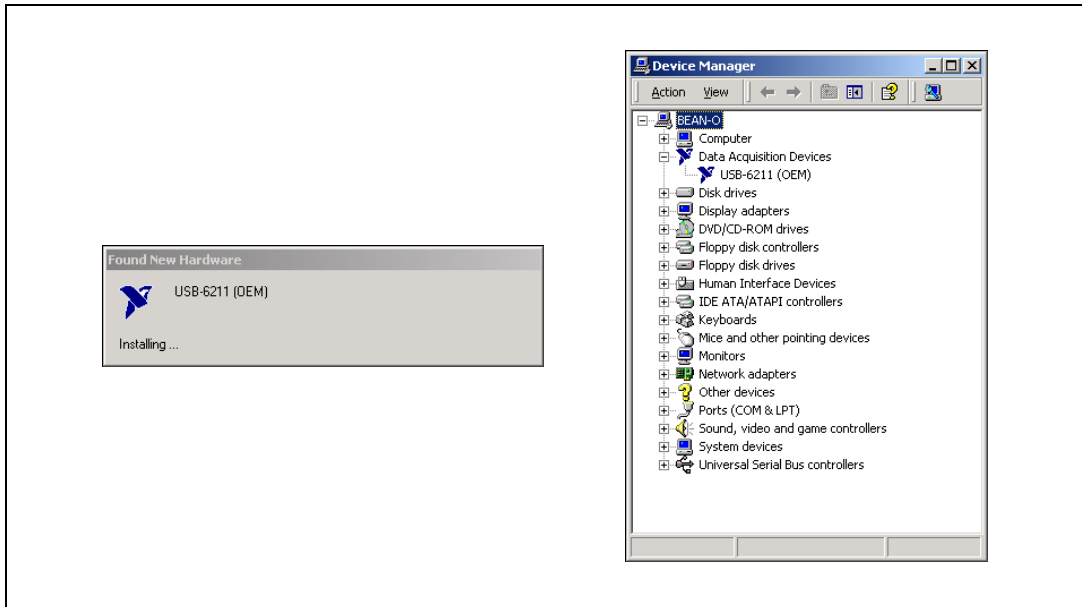 Found New Hardware
USB-6211 (OEM)
Installing ...
Device Manager
Action View
BEAN-O
Computer
Data Acquisition Devices
USB-6211 (OEM)
Disk drives
Display adapters
DVD/CD-ROM drives
Floppy disk controllers
Floppy disk drives
Human Interface Devices
IDE ATA/ATAPI controllers
Keyboards
Mice and other pointing devices
Monitors
Network adapters
Other devices
Ports (COM & LPT)
Sound, video and game controllers
System devices
Universal Serial Bus controllers